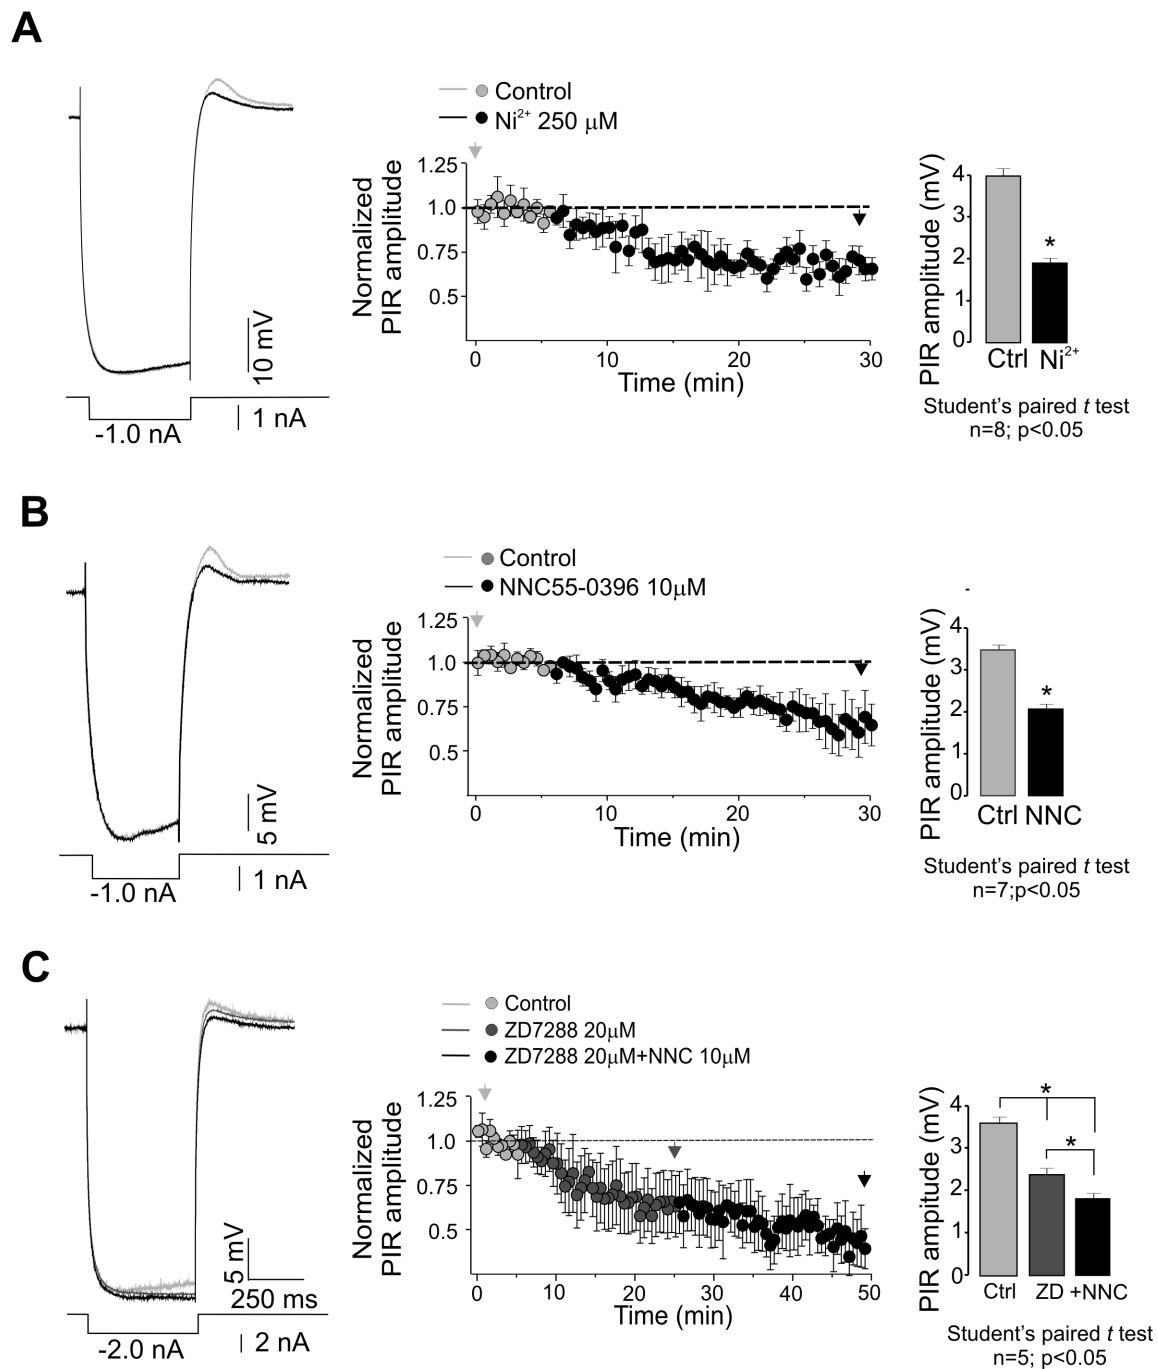 A
Control
Ni2+ 250 μM
Normalized
PIR amplitude
1.25
1.0
0.75
0.5
0
10
20
30
Time (min)
10 mV
-1.0 nA
1 nA
PIR amplitude (mV)
4
3
2
1
0
*
Ctrl Ni2+
Student's paired t test
n=8; p<0.05
B
Control
NNC55-0396 10μM
Normalized
PIR amplitude
1.25
1.0
0.75
0.5
0
10
20
30
Time (min)
5 mV
-1.0 nA
1 nA
PIR amplitude (mV)
4
3
2
1
0
*
Ctrl NNC
Student's paired t test
n=7;p<0.05
C
Control
ZD7288 20μM
ZD7288 20μM+NNC 10μM
Normalized
PIR amplitude
1.25
1.0
0.75
0.5
0
10
20
30
40
50
Time (min)
5 mV
250 ms
-2.0 nA
2 nA
PIR ampitude (mV)
4
3
2
1
0
*
*
Ctrl ZD +NNC
Student's paired t test
n=5; p<0.05